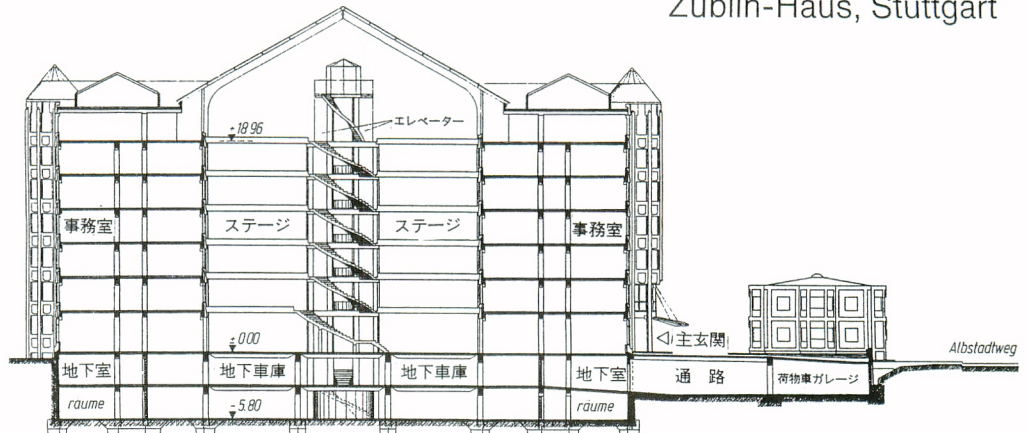 Züblin-Haus, Stuttgart
+18.96
エレベーター
事務室
ステージ
ステージ
事務室
±0.00
主玄関
Albstadtweg
地下室
地下車庫
地下車庫
地下室
通 路
荷物車ガレージ
räume
-5.80
räume